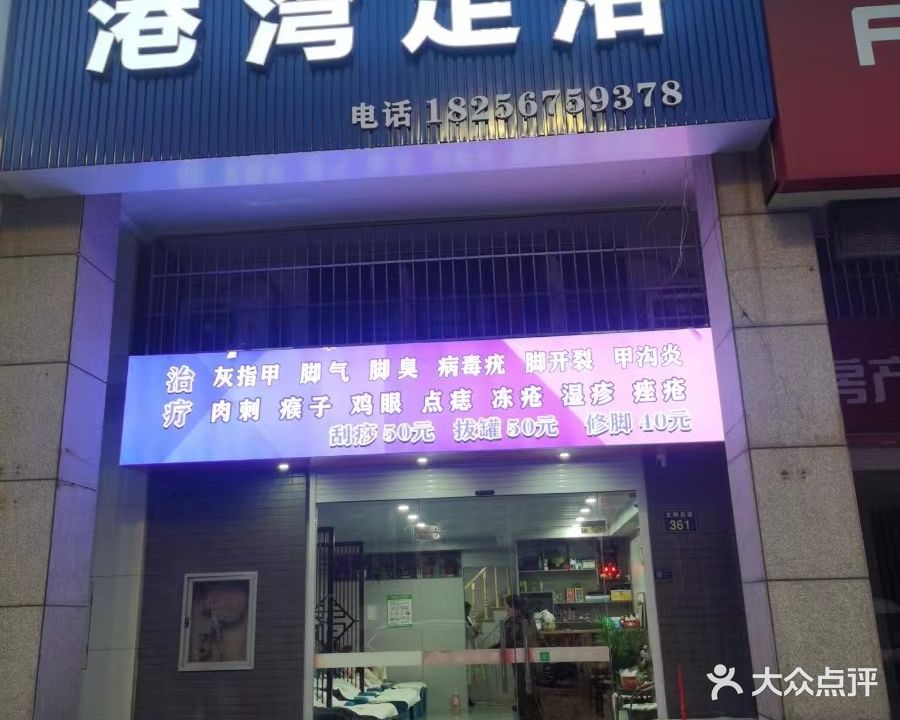 港湾足浴
电话 18256759378
治疗
灰指甲 脚气 脚臭 病毒疣 脚开裂 甲沟炎
肉刺 瘊子 鸡眼 点痣 冻疮 湿疹 痤疮
刮痧50元 拔罐50元 修脚40元
361
房产
大众点评